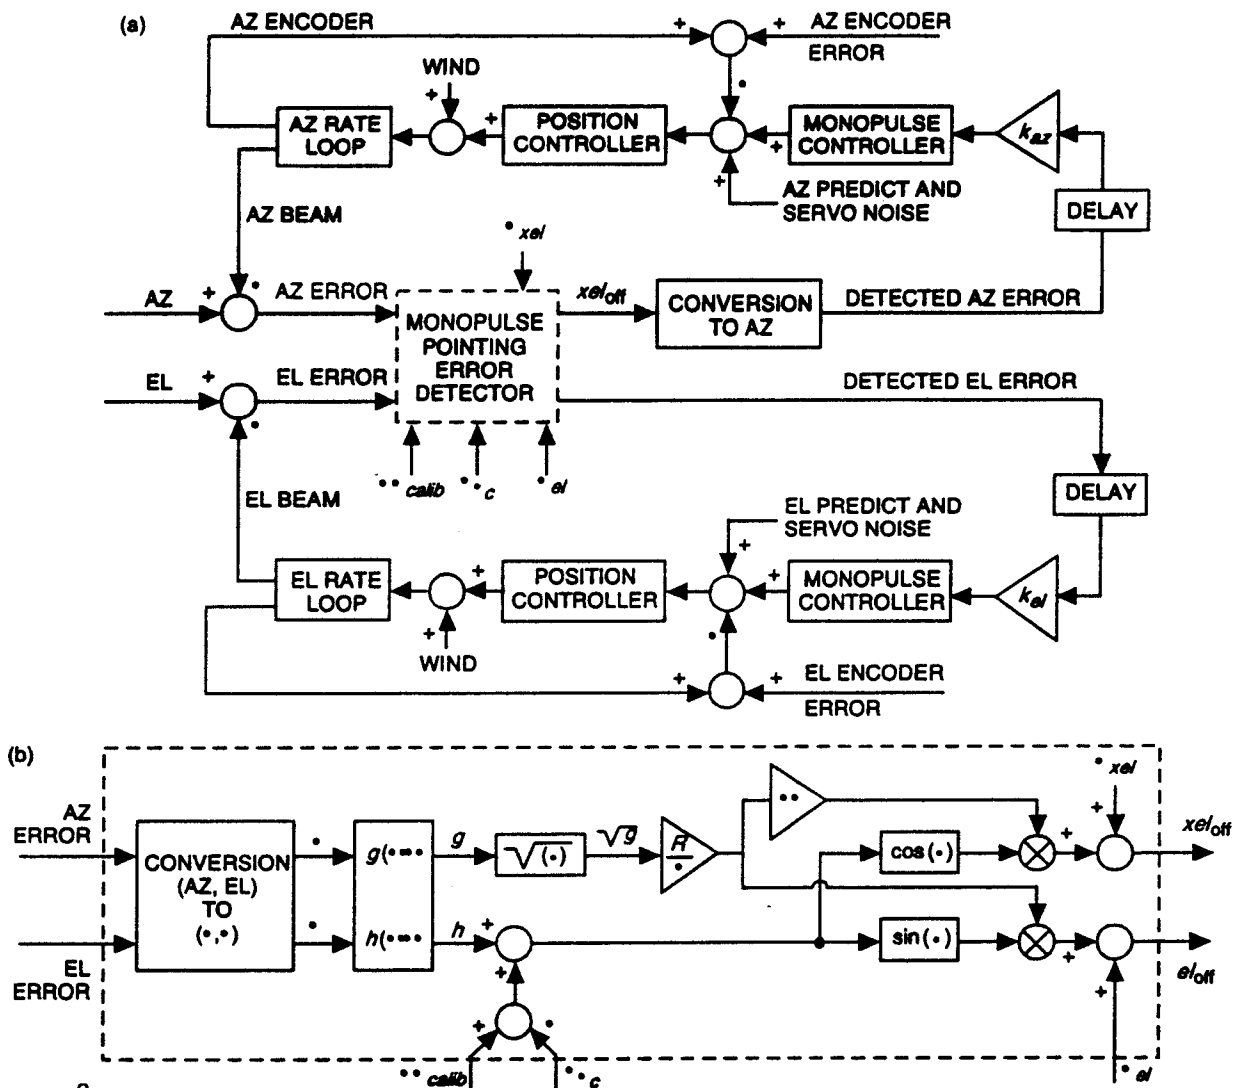 (a)
AZ ENCODER
AZ ENCODER
ERROR
WIND
AZ RATE
LOOP
POSITION
CONTROLLER
MONOPULSE
CONTROLLER
k_az
AZ PREDICT AND
SERVO NOISE
DELAY
AZ BEAM
xel
AZ
AZ ERROR
xel_off
CONVERSION
TO AZ
DETECTED AZ ERROR
MONOPULSE
POINTING
ERROR
DETECTOR
EL
EL ERROR
DETECTED EL ERROR
calib
c
el
EL BEAM
EL PREDICT AND
SERVO NOISE
DELAY
EL RATE
LOOP
POSITION
CONTROLLER
MONOPULSE
CONTROLLER
k_el
WIND
EL ENCODER
ERROR
(b)
xel
AZ
ERROR
CONVERSION
(AZ, EL)
TO
(•,•)
g(
g
√(•)
√g
R
cos(•)
xel_off
h(
h
sin(•)
EL
ERROR
el_off
calib
c
el